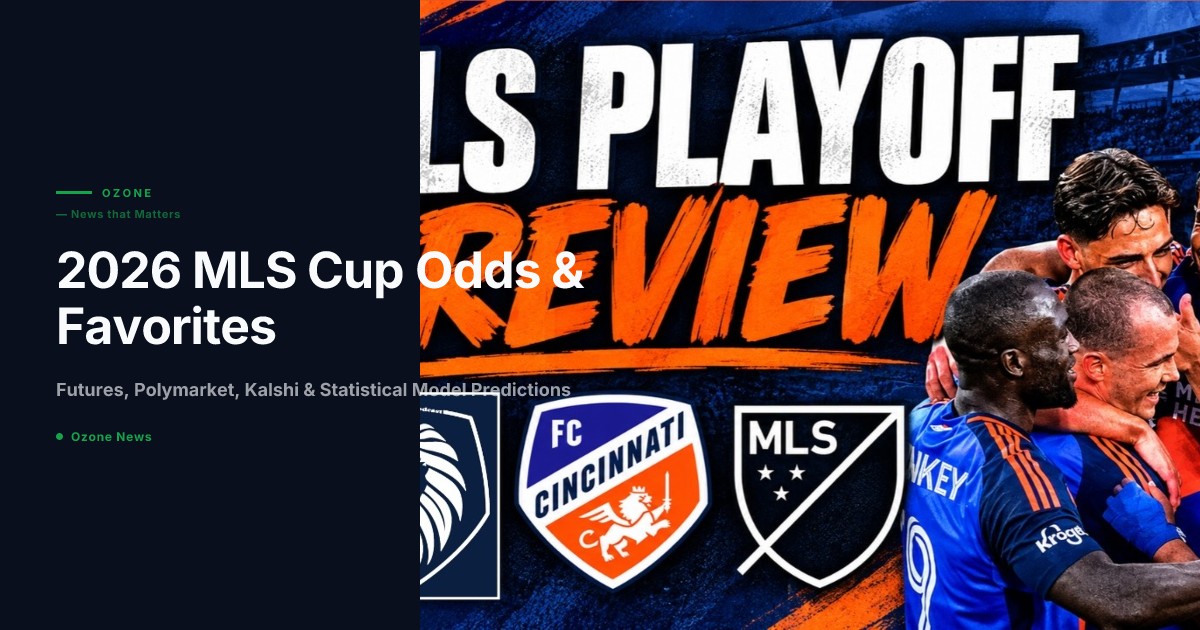 OZONE
— News that Matters
2026 MLS Cup Odds &
Favorites
Futures, Polymarket, Kalshi & Statistical Model Predictions
Ozone News
LS PLAYOFF
REVIEW
FC
CINCINNATI
MLS
NKEY
9
Kroger